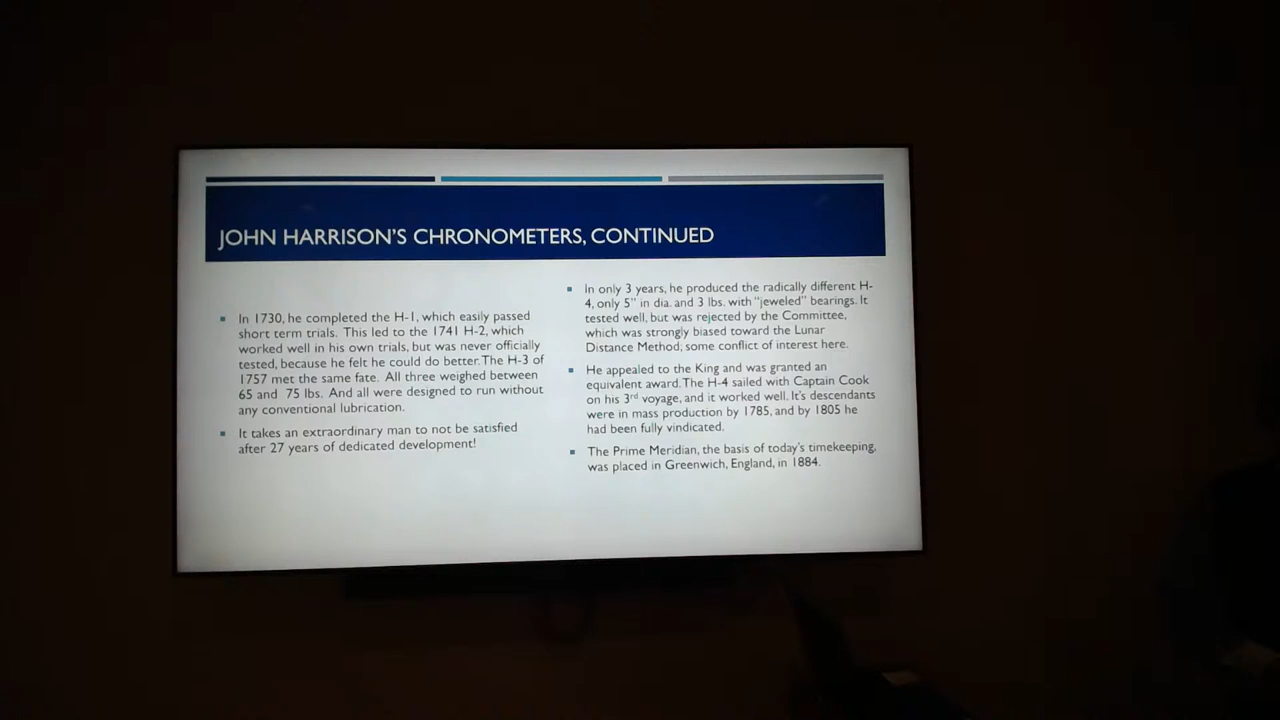 JOHN HARRISON'S CHRONOMETERS, CONTINUED
In 1730, he completed the H-1, which easily passed
short term trials. This led to the 1741 H-2, which
worked well in his own trials, but was never officially
tested, because he felt he could do better. The H-3 of
1757 met the same fate. All three weighed between
65 and 75 lbs. And all were designed to run without
any conventional lubrication.
It takes an extraordinary man to not be satisfied
after 27 years of dedicated development!
In only 3 years, he produced the radically different H-
4, only 5" in dia. and 3 lbs. with "jeweled" bearings. It
tested well, but was rejected by the Committee,
which was strongly biased toward the Lunar
Distance Method; some conflict of interest here.
He appealed to the King and was granted an
equivalent award. The H-4 sailed with Captain Cook
on his 3rd voyage, and it worked well. It's descendants
were in mass production by 1785, and by 1805 he
had been fully vindicated.
The Prime Meridian, the basis of today's timekeeping,
was placed in Greenwich, England, in 1884.